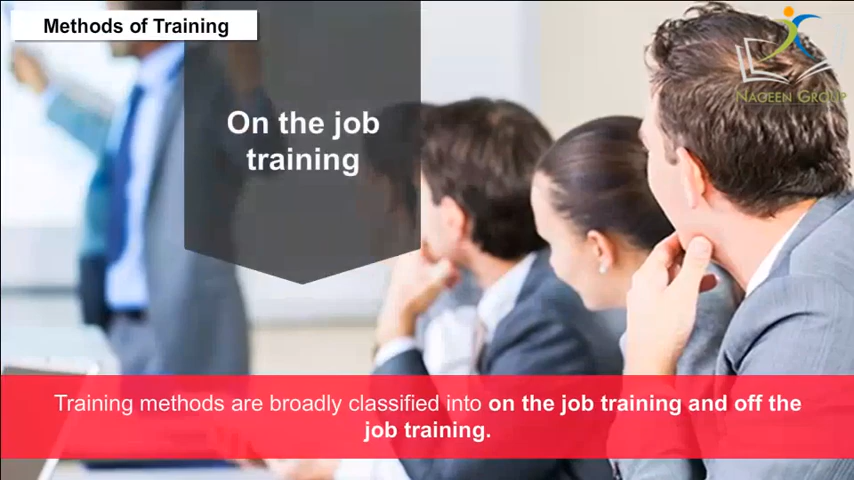 Methods of Training
NAGEEN GROUP
On the job
training
Training methods are broadly classified into on the job training and off the
job training.